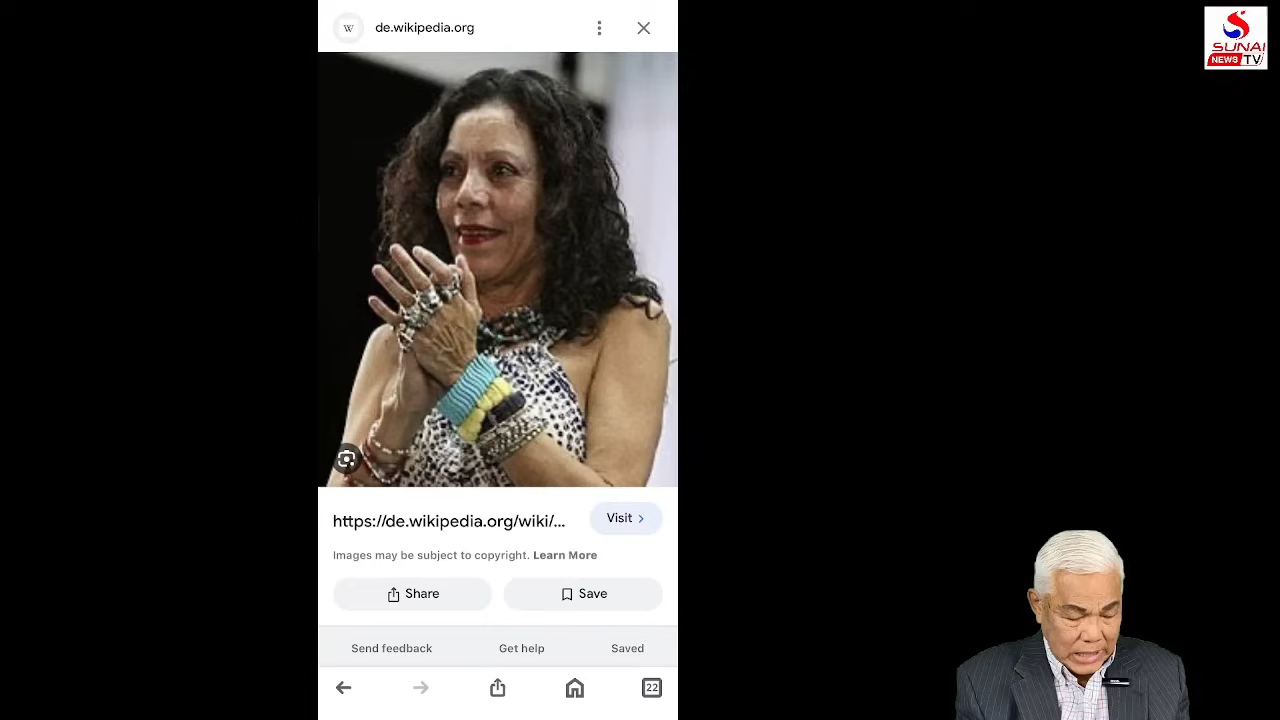 de.wikipedia.org
SUNAI
NEWS TV
https://de.wikipedia.org/wiki/...
Visit
Images may be subject to copyright. Learn More
Share
Save
Send feedback
Get help
Saved
22